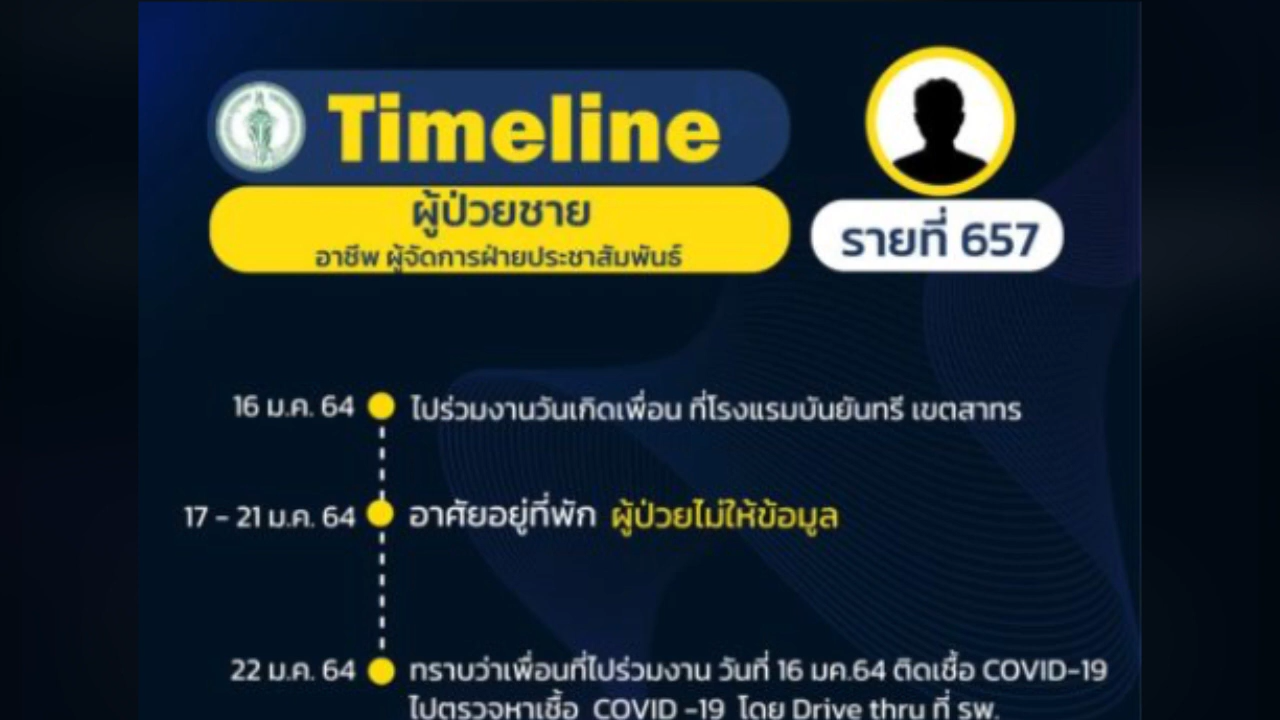 Timeline
ผู้ป่วยชาย
อาชีพ ผู้จัดการฝ่ายประชาสัมพันธ์
รายที่ 657
16 ม.ค. 64 ไปร่วมงานวันเกิดเพื่อน ที่โรงแรมบันยันทรี เขตสาทร
17 - 21 ม.ค. 64 อาศัยอยู่ที่พัก ผู้ป่วยไม่ให้ข้อมูล
22 ม.ค. 64 ทราบว่าเพื่อนที่ไปร่วมงาน วันที่ 16 มค.64 ติดเชื้อ COVID-19
ไปตรวจหาเชื้อ COVID -19 โดย Drive thru ที่ รพ.